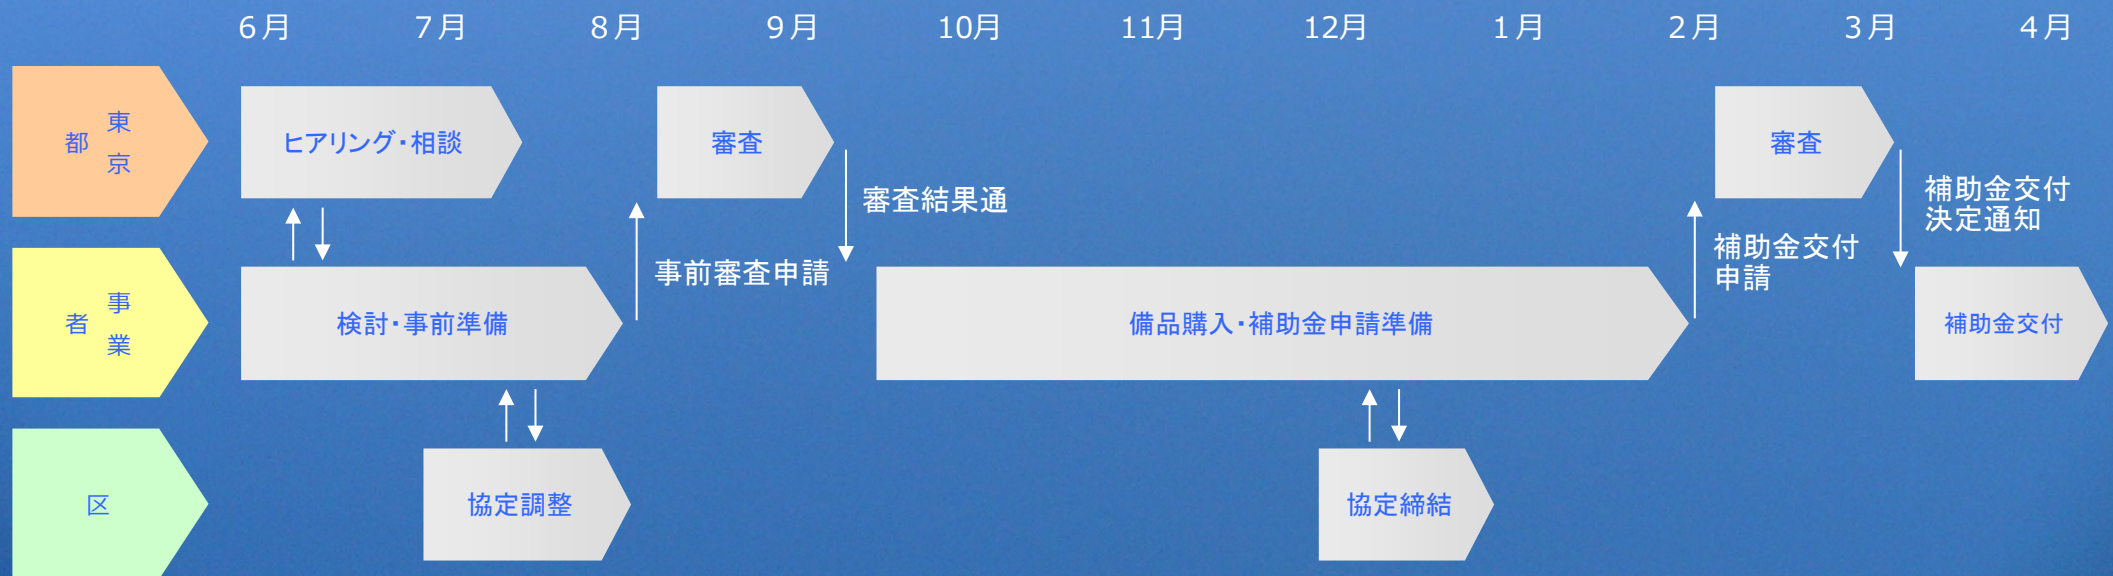 6月 7月 8月 9月 10月 11月 12月 1月 2月 3月 4月
東京都
ヒアリング・相談
審査
審査
審査結果通
補助金交付
決定通知
事前審査申請
補助金交付
申請
事業者
検討・事前準備
備品購入・補助金申請準備
補助金交付
区
協定調整
協定締結